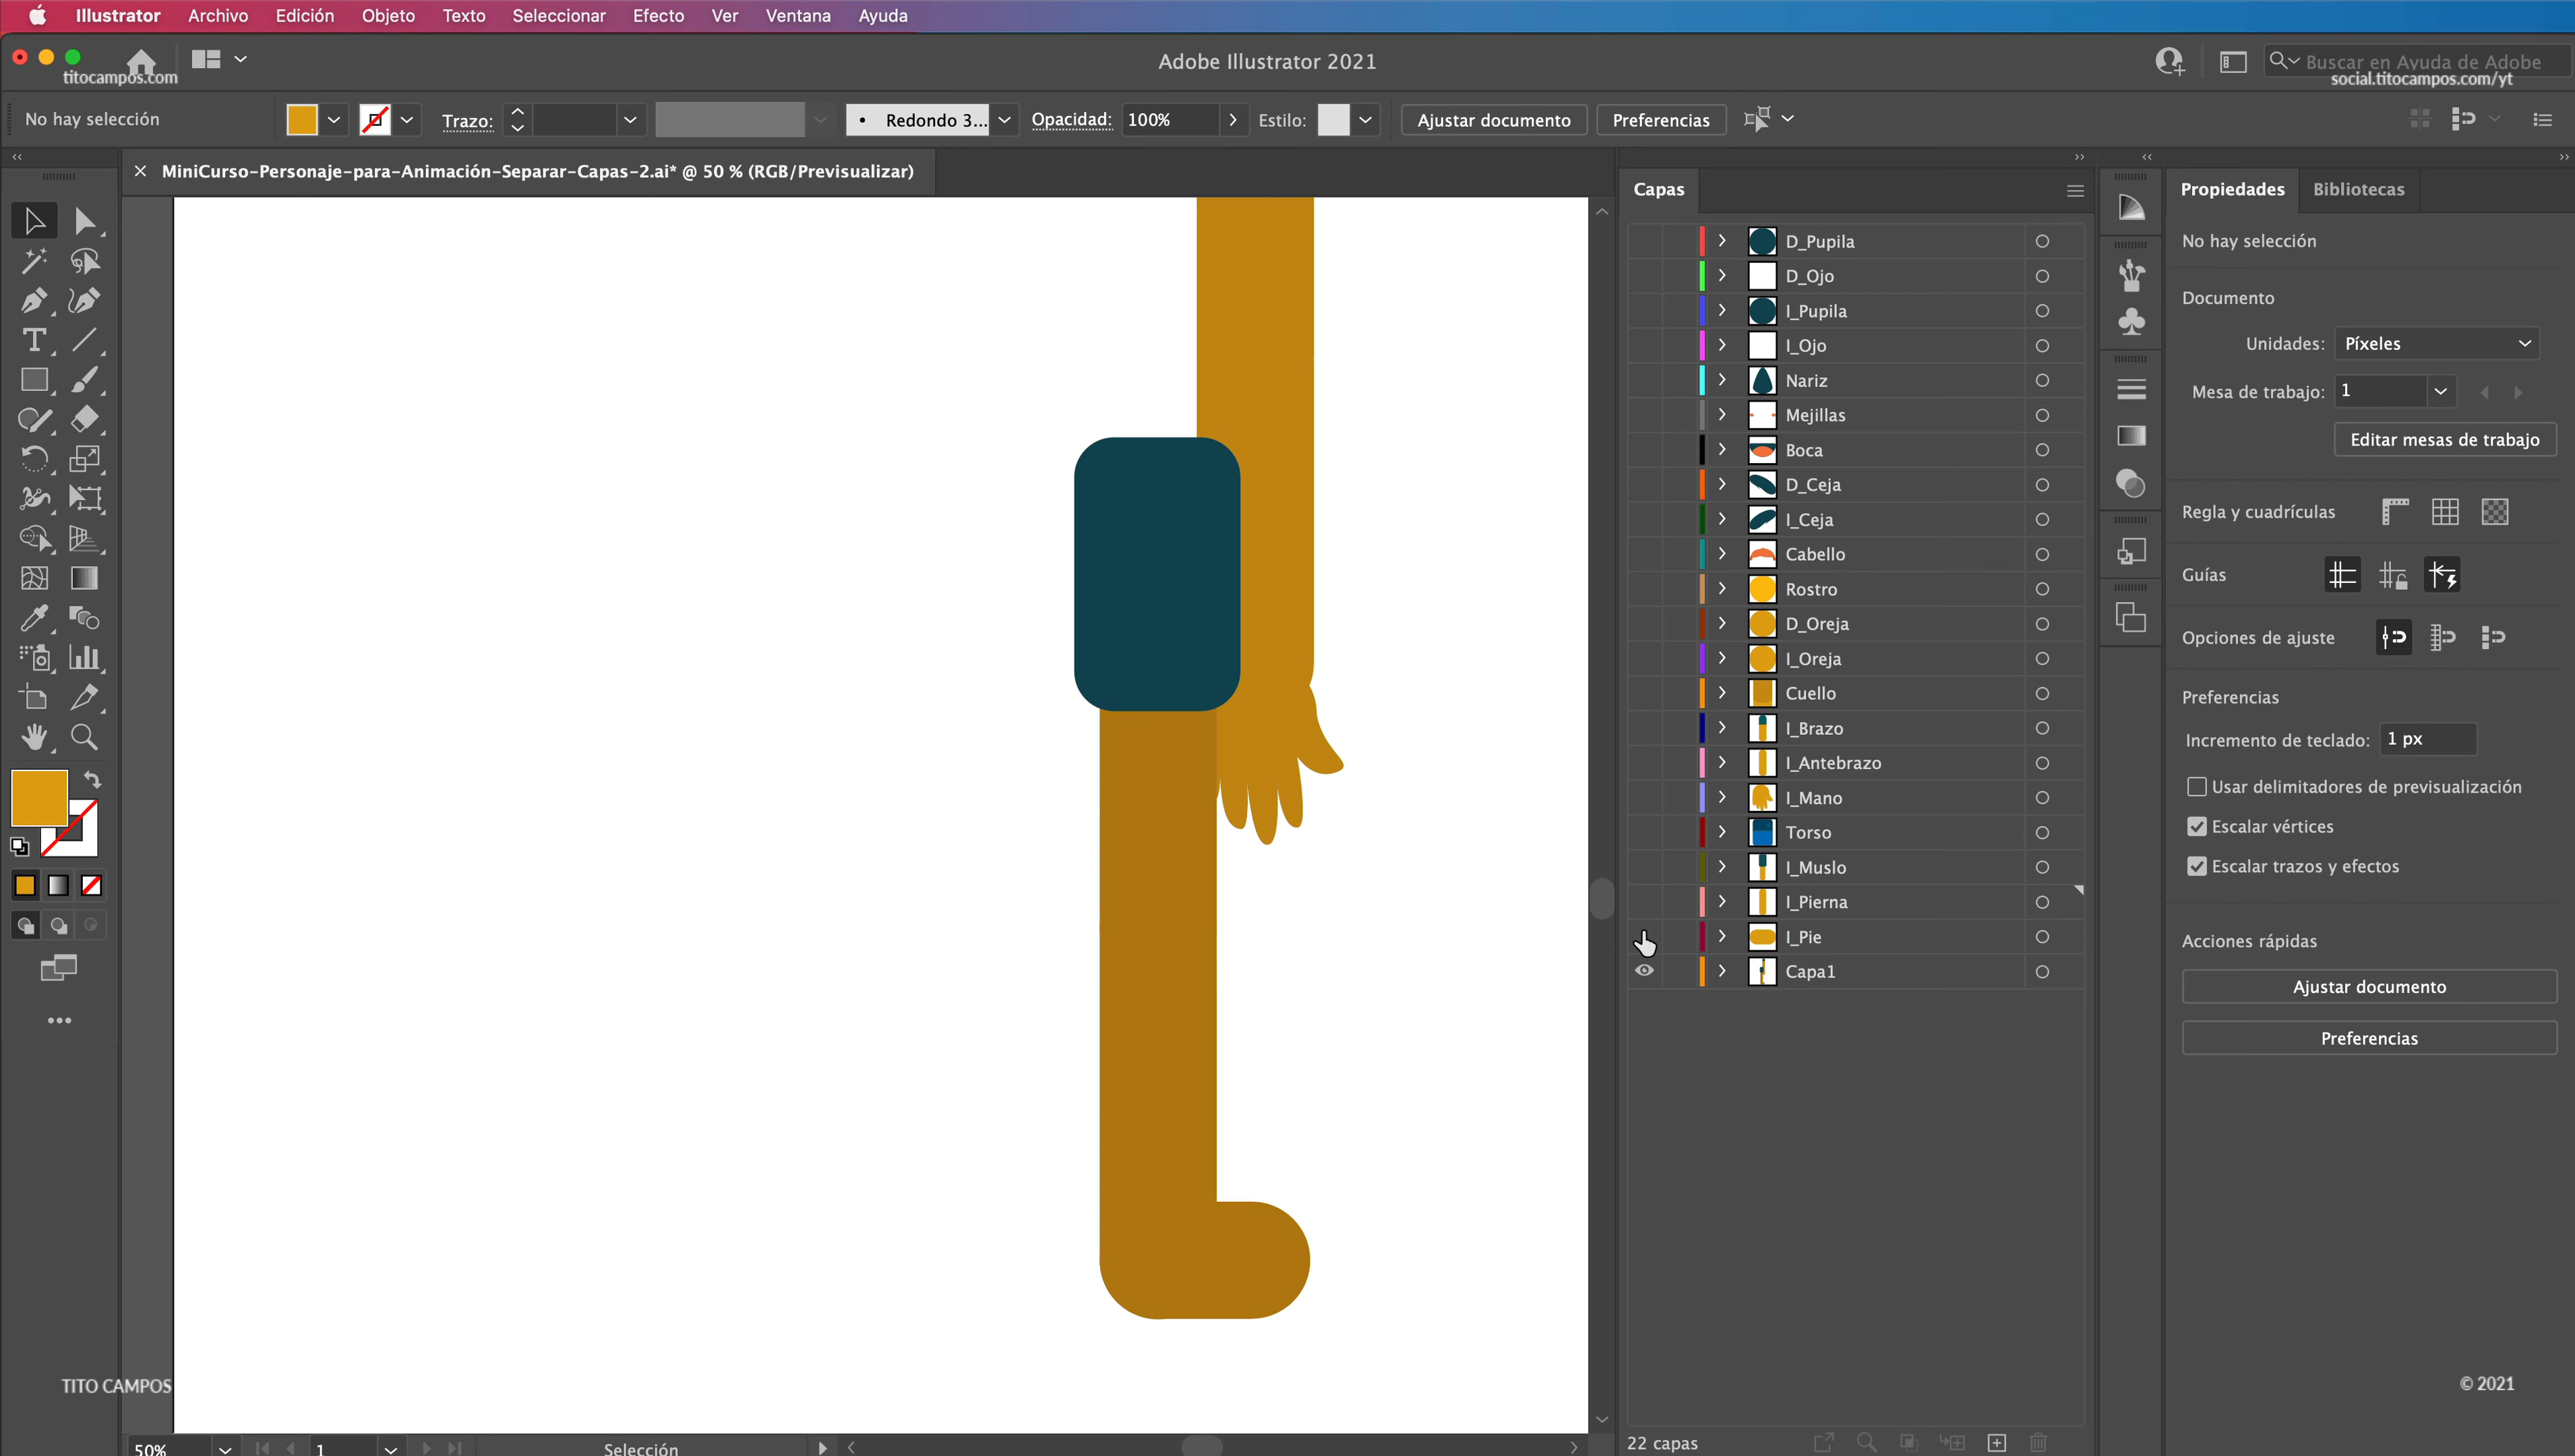 Illustrator Archivo Edición Objeto Texto Seleccionar Efecto Ver Ventana Ayuda
Adobe Illustrator 2021
Buscar en Ayuda de Adobe
titocampos.com
social.titocampos.com/yt
No hay selección
Trazo:
Redondo 3...
Opacidad: 100%
Estilo:
Ajustar documento
Preferencias
MiniCurso-Personaje-para-Animación-Separar-Capas-2.ai* @ 50 % (RGB/Previsualizar)
Capas
D_Pupila
D_Ojo
I_Pupila
I_Ojo
Nariz
Mejillas
Boca
D_Ceja
I_Ceja
Cabello
Rostro
D_Oreja
I_Oreja
Cuello
I_Brazo
I_Antebrazo
I_Mano
Torso
I_Muslo
I_Pierna
I_Pie
Capa1
22 capas
Propiedades Bibliotecas
No hay selección
Documento
Unidades: Píxeles
Mesa de trabajo: 1
Editar mesas de trabajo
Regla y cuadrículas
Guías
Opciones de ajuste
Preferencias
Incremento de teclado: 1 px
Usar delimitadores de previsualización
Escalar vértices
Escalar trazos y efectos
Acciones rápidas
Ajustar documento
Preferencias
TITO CAMPOS
© 2021
50% 1 Selección